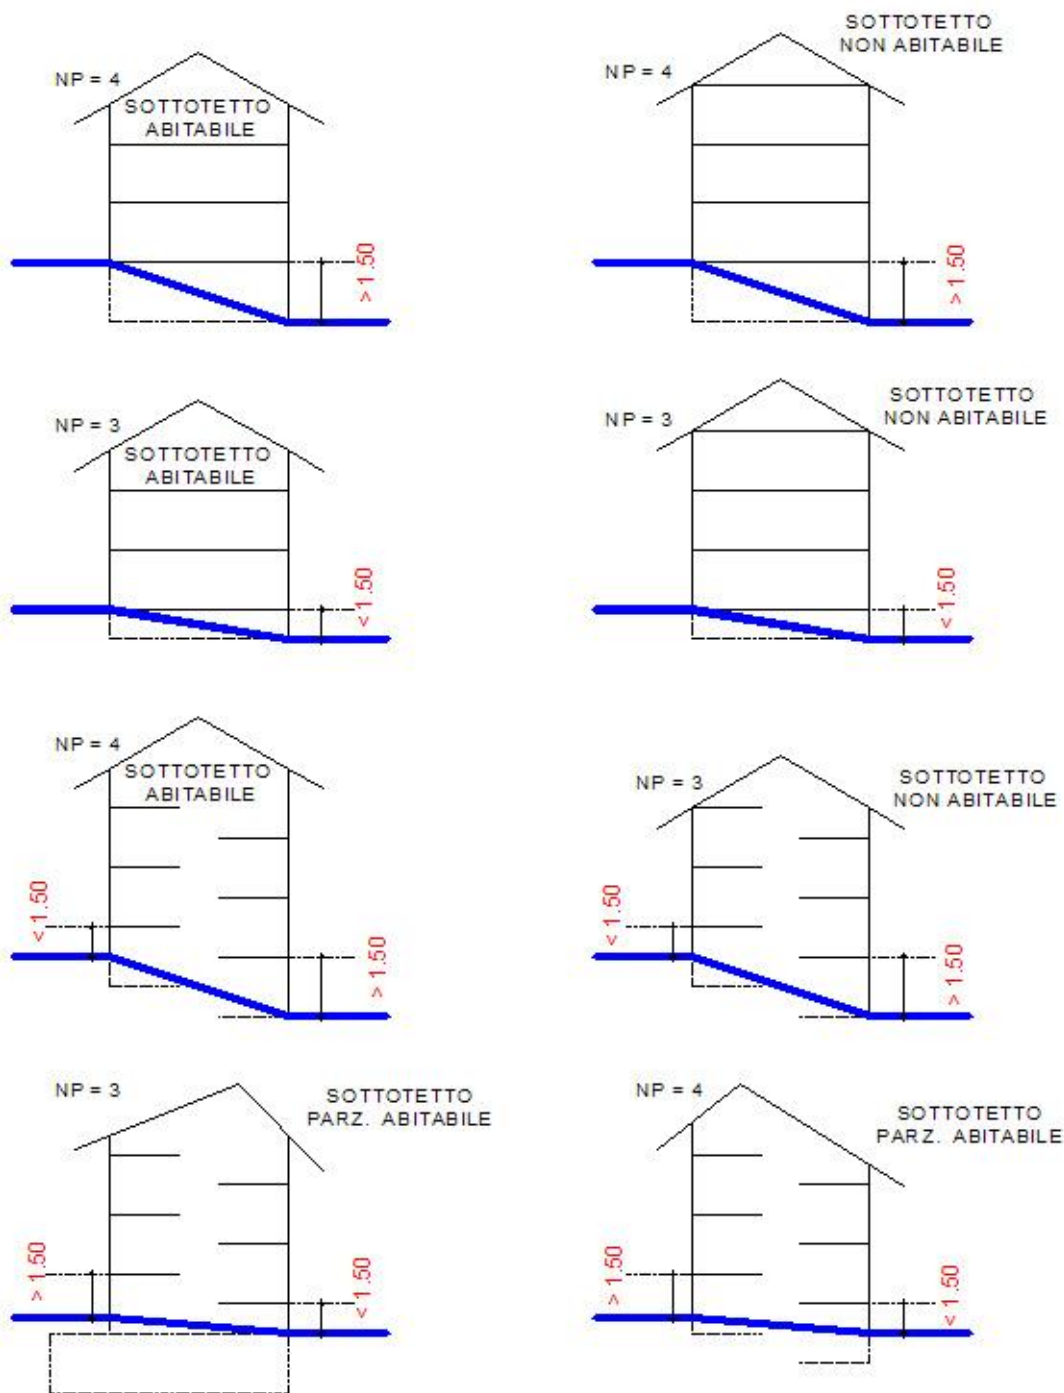 SOTTOTETTO
NON ABITABILE
NP = 4
SOTTOTETTO
ABITABILE
NP = 4
> 1.50
> 1.50
NP = 3
SOTTOTETTO
ABITABILE
NP = 3
SOTTOTETTO
NON ABITABILE
< 1.50
< 1.50
NP = 4
SOTTOTETTO
ABITABILE
NP = 3
SOTTOTETTO
NON ABITABILE
< 1.50
> 1.50
< 1.50
> 1.50
NP = 3
SOTTOTETTO
PARZ. ABITABILE
NP = 4
SOTTOTETTO
PARZ. ABITABILE
> 1.50
< 1.50
> 1.50
< 1.50